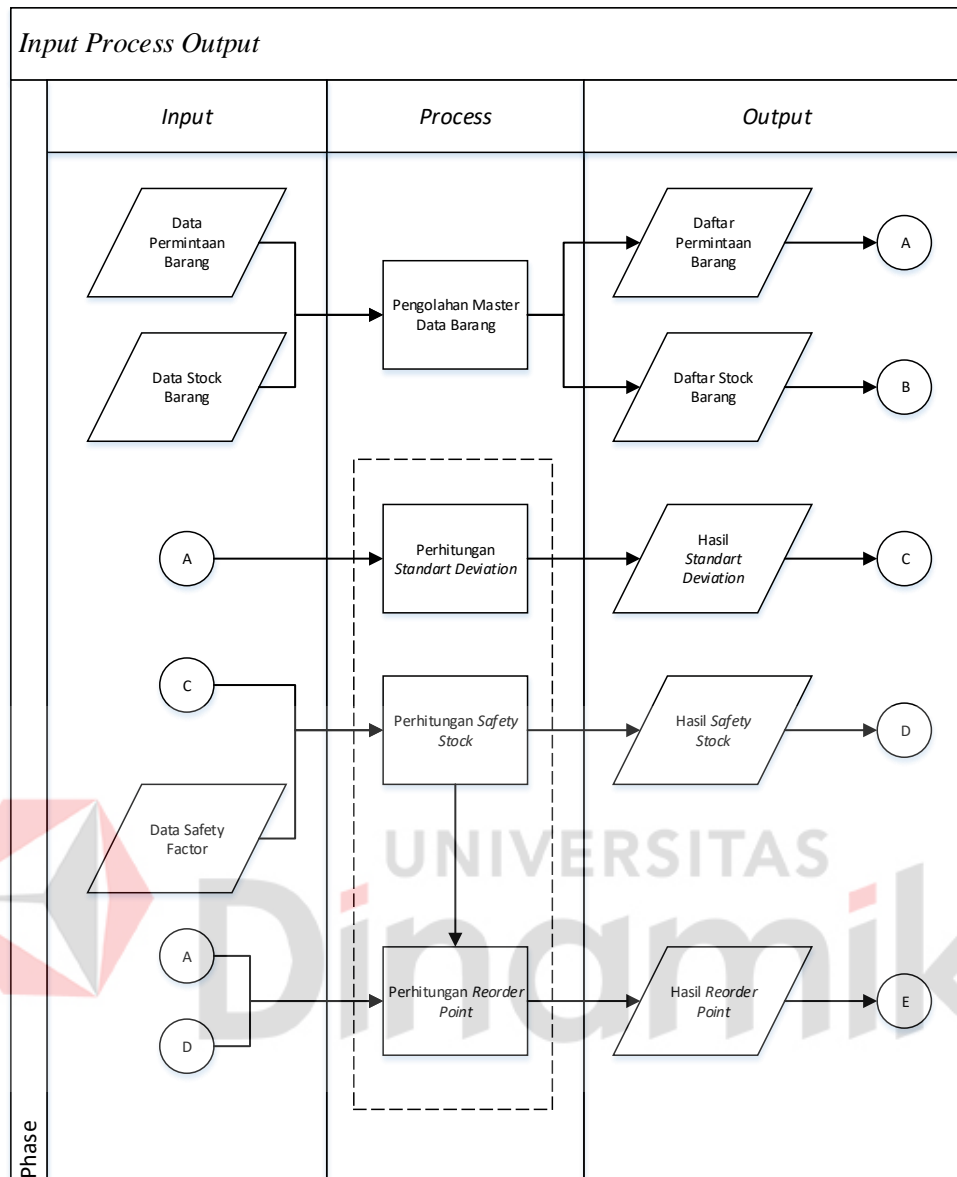 Input Process Output
Input
Process
Output
Data
Permintaan
Barang
Pengolahan Master
Data Barang
Daftar
Permintaan
Barang
A
Data Stock
Barang
Daftar Stock
Barang
B
A
Perhitungan
Standart Deviation
Hasil
Standart
Deviation
C
C
Perhitungan Safety
Stock
Hasil Safety
Stock
D
Data Safety
Factor
UNIVERSITAS
Dinamik
A
D
Perhitungan Reorder
Point
Hasil Reorder
Point
E
Phase